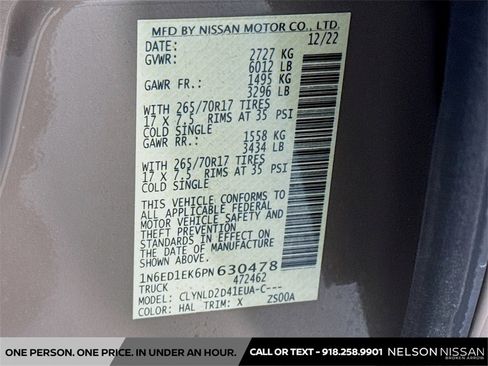 MFD BY NISSAN MOTOR CO., LTD.
DATE: 12/22
GVWR: 2727 KG
6012 LB
GAWR FR.: 1495 KG
3296 LB
WITH 265/70R17 TIRES
17 X 7.5 RIMS AT 35 PSI
COLD SINGLE
GAWR RR.: 1558 KG
3434 LB
WITH 265/70R17 TIRES
17 X 7.5 RIMS AT 35 PSI
COLD SINGLE
THIS VEHICLE CONFORMS TO
ALL APPLICABLE FEDERAL
MOTOR VEHICLE SAFETY AND
THEFT PREVENTION
STANDARDS IN EFFECT ON
THE DATE OF MANUFACTURE
SHOWN ABOVE.
1N6ED1EK6PN630478
TRUCK 472462
MODEL: CLYNLD2D41EUA-C---
COLOR: HAL TRIM: X ZS00A
ONE PERSON. ONE PRICE. IN UNDER AN HOUR. CALL OR TEXT - 918.258.9901 NELSON NISSAN
BROKEN ARROW